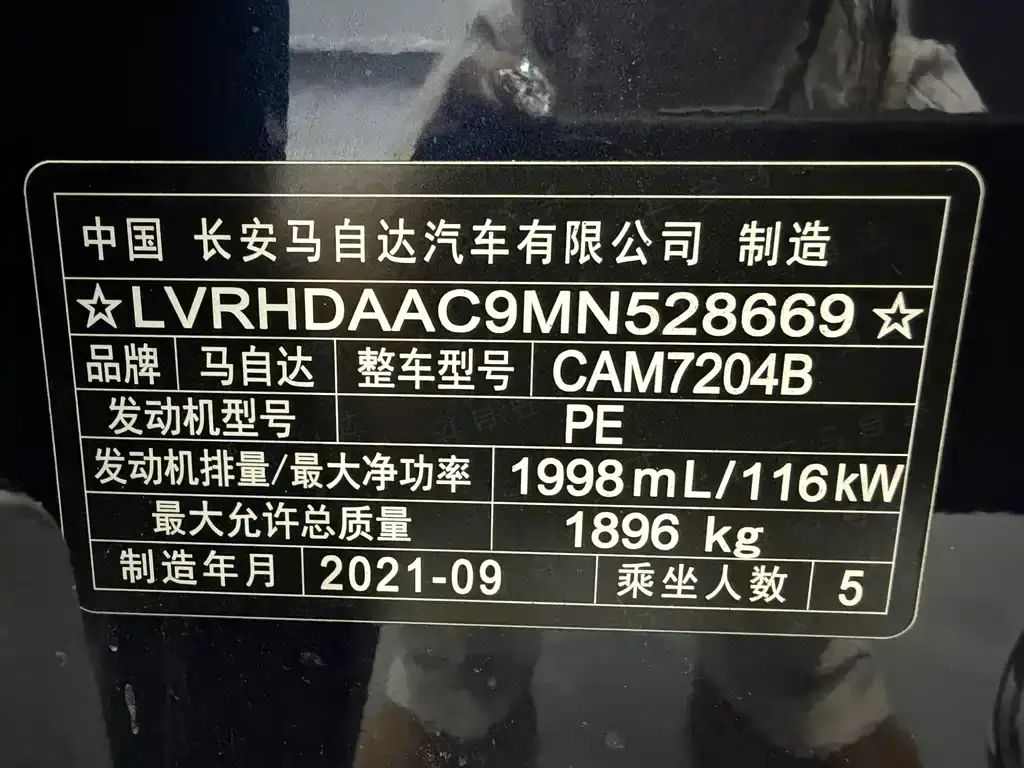 中国 长安马自达汽车有限公司 制造
☆LVRHDAAC9MN528669☆
品牌 马自达 整车型号 CAM7204B
发动机型号 PE
发动机排量/最大净功率 1998mL/116kW
最大允许总质量 1896 kg
制造年月 2021-09 乘坐人数 5